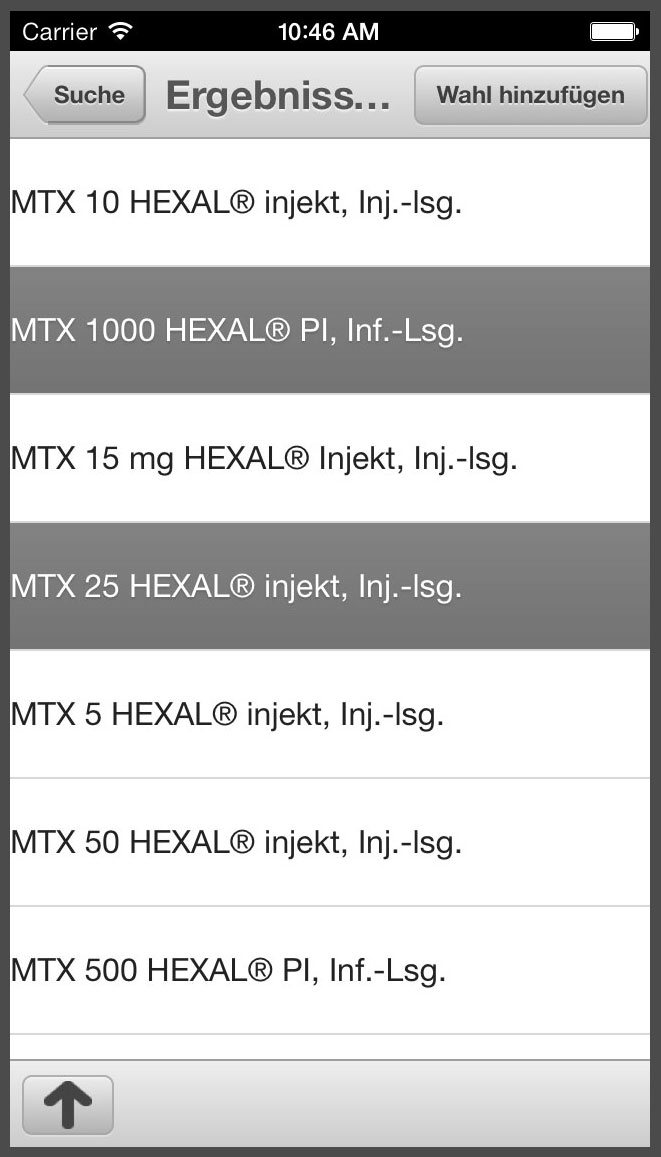 Carrier 10:46 AM
Suche Ergebniss... Wahl hinzufügen
MTX 10 HEXAL® injekt, Inj.-lsg.
MTX 1000 HEXAL® PI, Inf.-Lsg.
MTX 15 mg HEXAL® Injekt, Inj.-lsg.
MTX 25 HEXAL® injekt, Inj.-lsg.
MTX 5 HEXAL® injekt, Inj.-lsg.
MTX 50 HEXAL® injekt, Inj.-lsg.
MTX 500 HEXAL® PI, Inf.-Lsg.